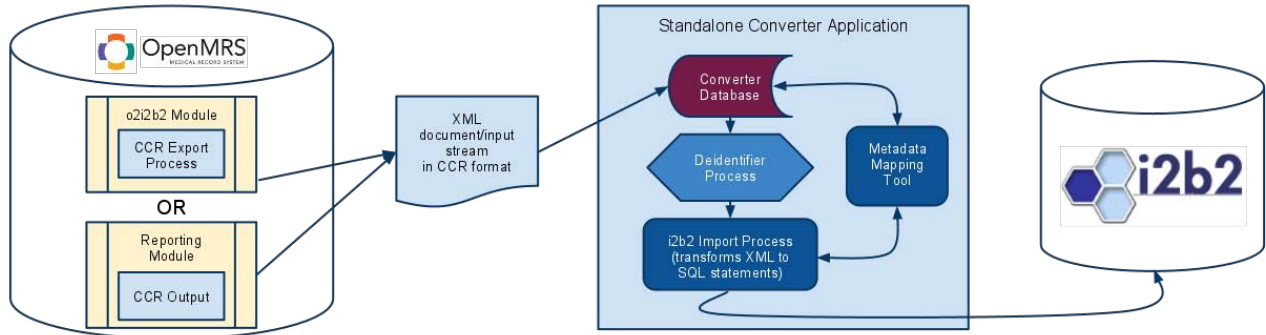 OpenMRS
MEDICAL RECORD SYSTEM
o2i2b2 Module
CCR Export
Process
OR
Reporting
Module
CCR Output
XML
document/input
stream
in CCR format
Standalone Converter Application
Converter
Database
Deidentifier
Process
Metadata
Mapping
Tool
i2b2 Import Process
(transforms XML to
SQL statements)
i2b2